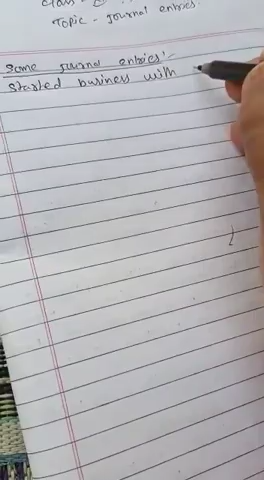 Topic - Journal entries.
Some Journal entries:-
Started business with